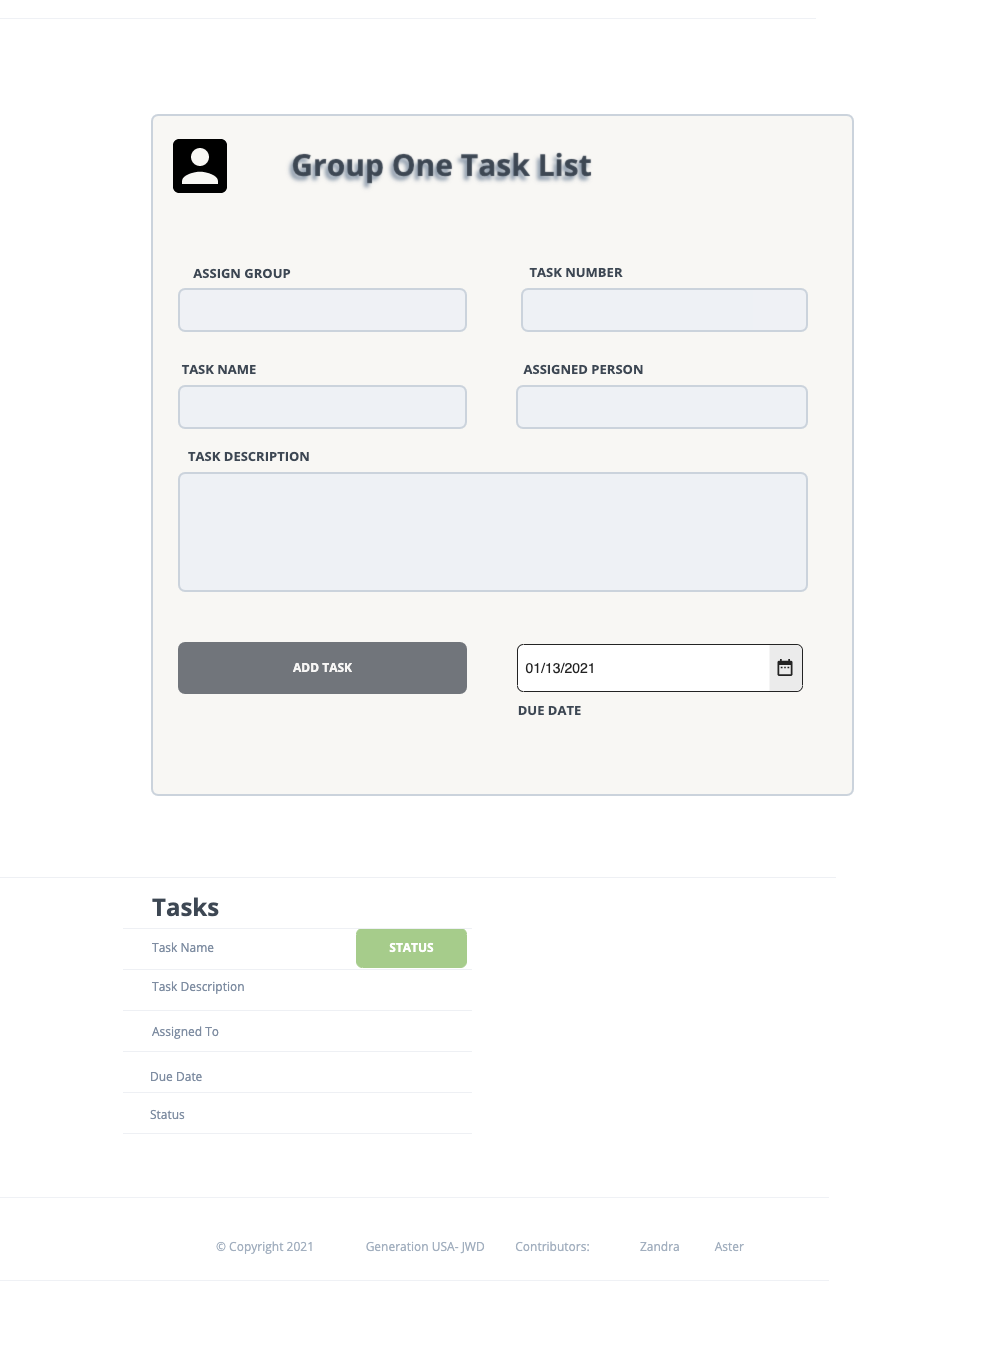 Group One Task List
ASSIGN GROUP
TASK NUMBER
TASK NAME
ASSIGNED PERSON
TASK DESCRIPTION
ADD TASK
01/13/2021
DUE DATE
Tasks
Task Name
STATUS
Task Description
Assigned To
Due Date
Status
© Copyright 2021 Generation USA- JWD Contributors: Zandra Aster